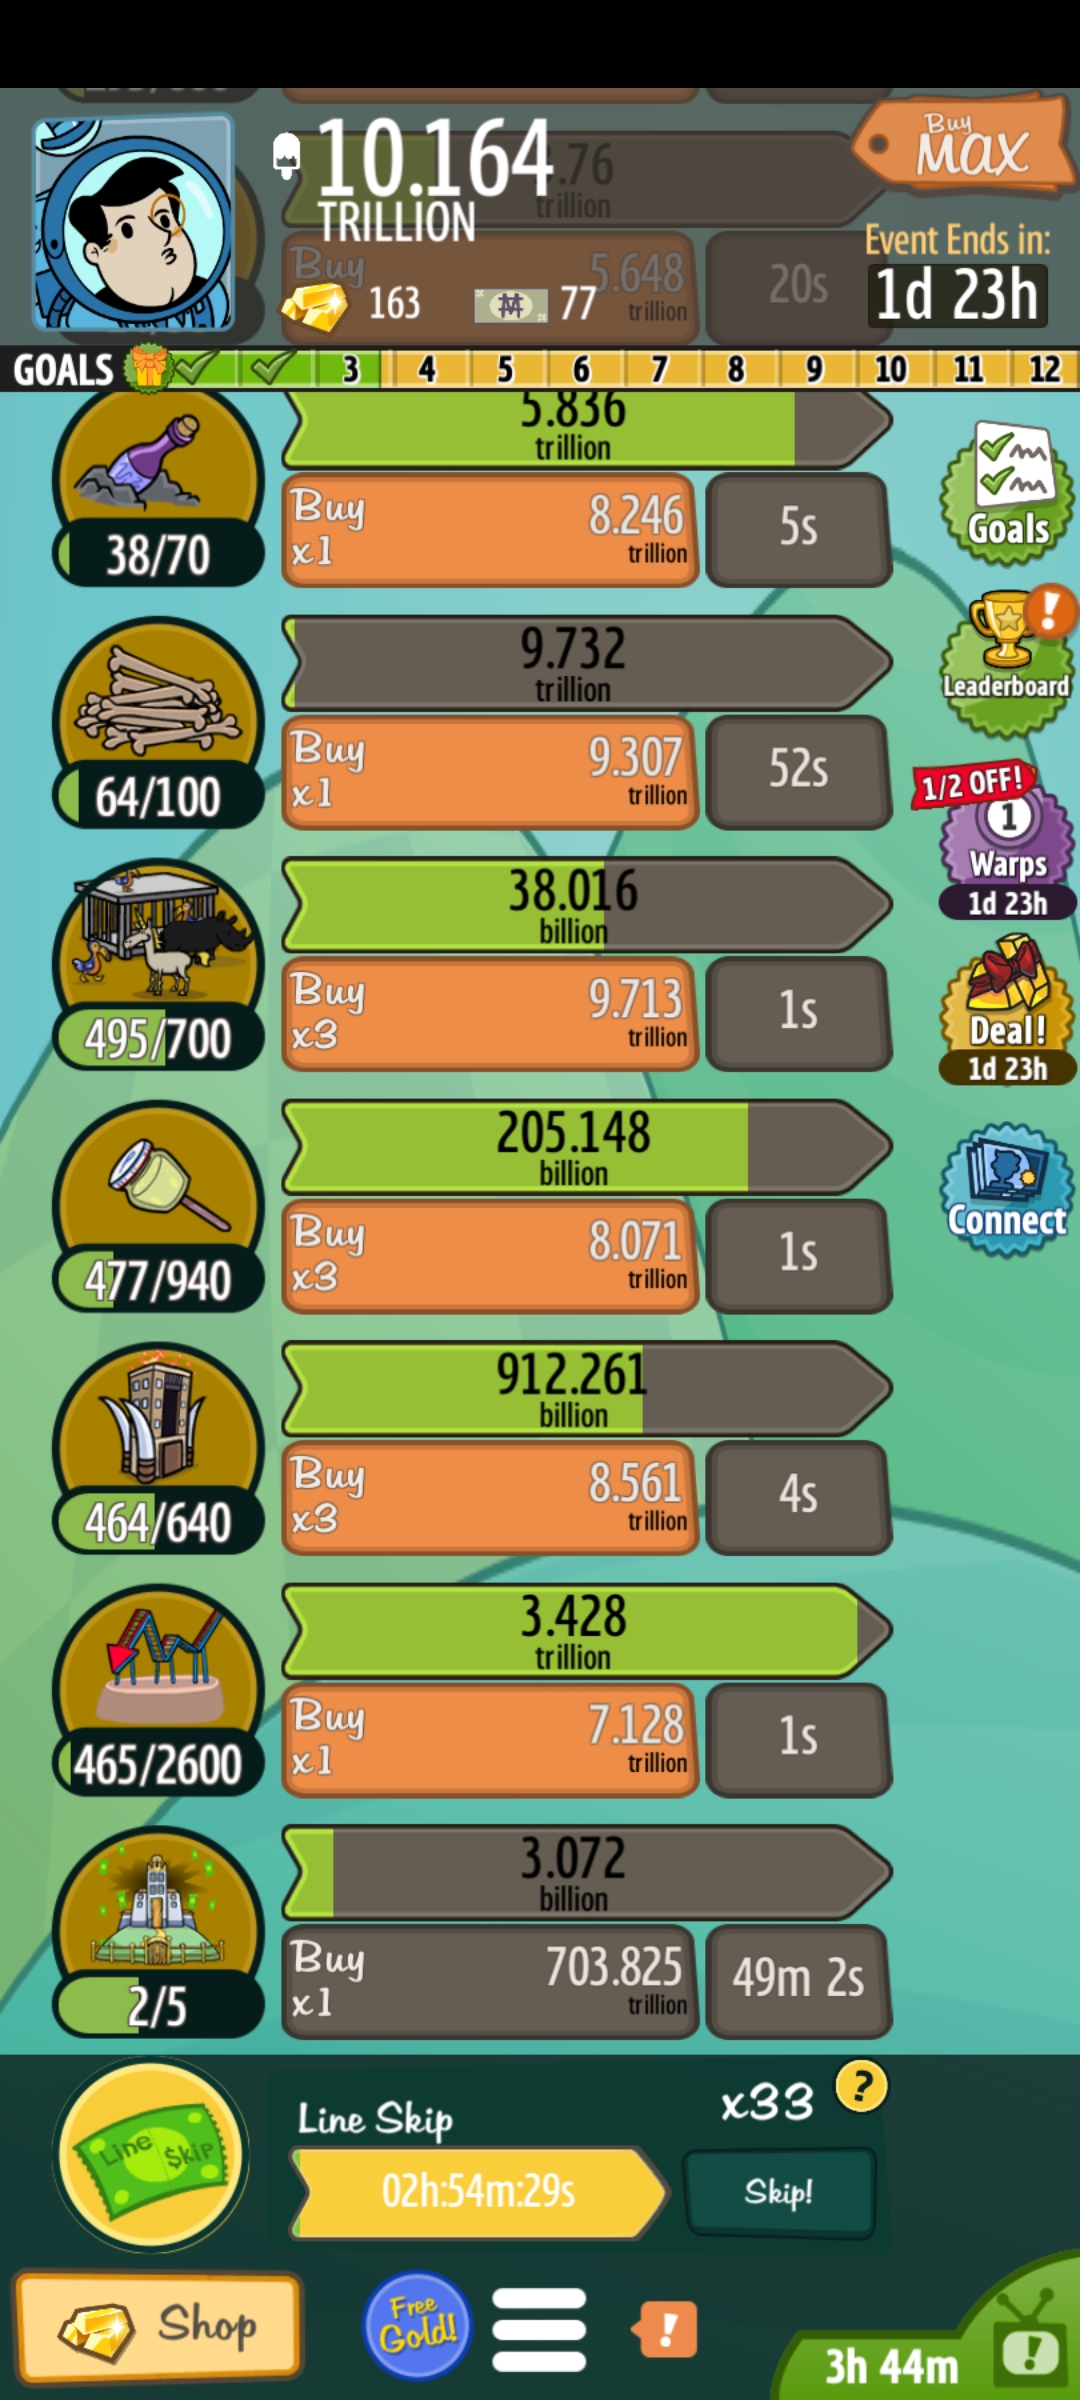 10.164
TRILLION
.76
trillion
Buy
MAX
Buy
5.648
trillion
20s
163
77
Event Ends in:
1d 23h
GOALS
3
4
5
6
7
8
9
10
11
12
5.836
trillion
38/70
Buy
x1
8.246
trillion
5s
Goals
9.732
trillion
64/100
Buy
x1
9.307
trillion
52s
!
Leaderboard
1/2 OFF!
1
Warps
1d 23h
38.016
billion
495/700
Buy
x3
9.713
trillion
1s
Deal!
1d 23h
205.148
billion
477/940
Buy
x3
8.071
trillion
1s
Connect
912.261
billion
464/640
Buy
x3
8.561
trillion
4s
3.428
trillion
465/2600
Buy
x1
7.128
trillion
1s
3.072
billion
2/5
Buy
x1
703.825
trillion
49m 2s
Line $kip
Line Skip
x33
?
02h:54m:29s
Skip!
Shop
Free
Gold!
!
3h 44m
!